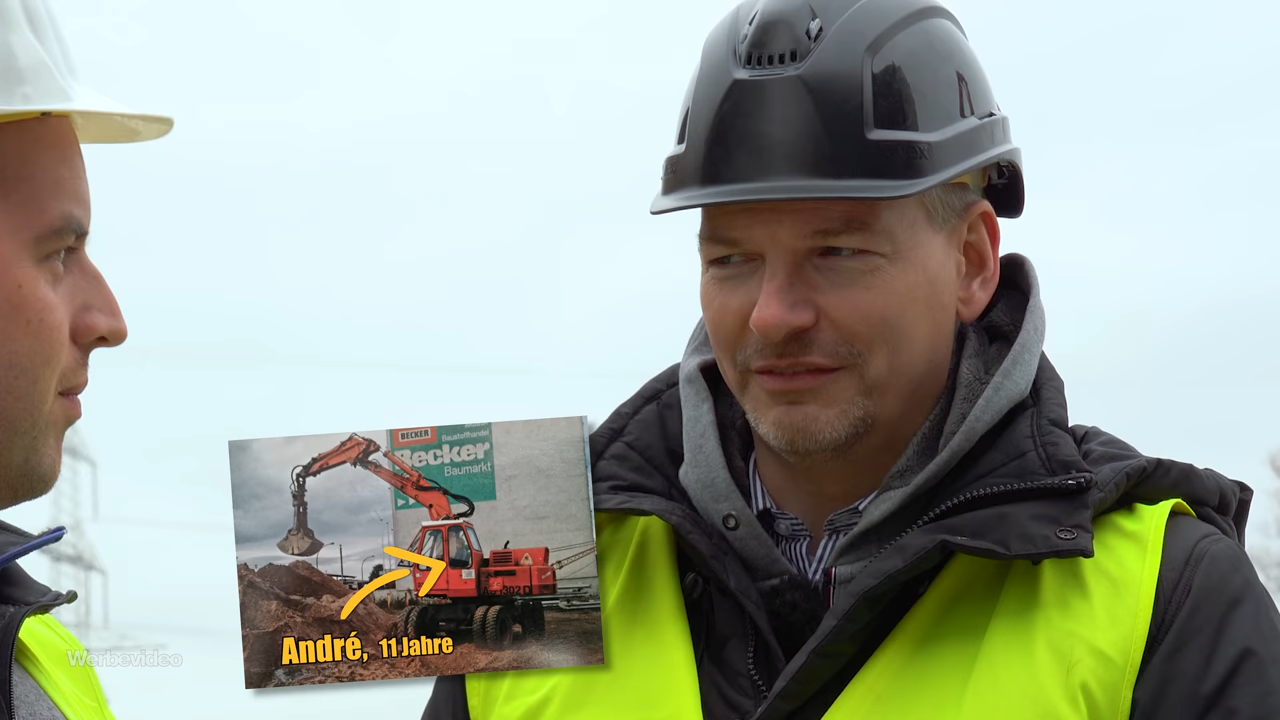 BECKER
Baustoffhandel
Becker
Baumarkt
André, 11 Jahre
Werbevideo